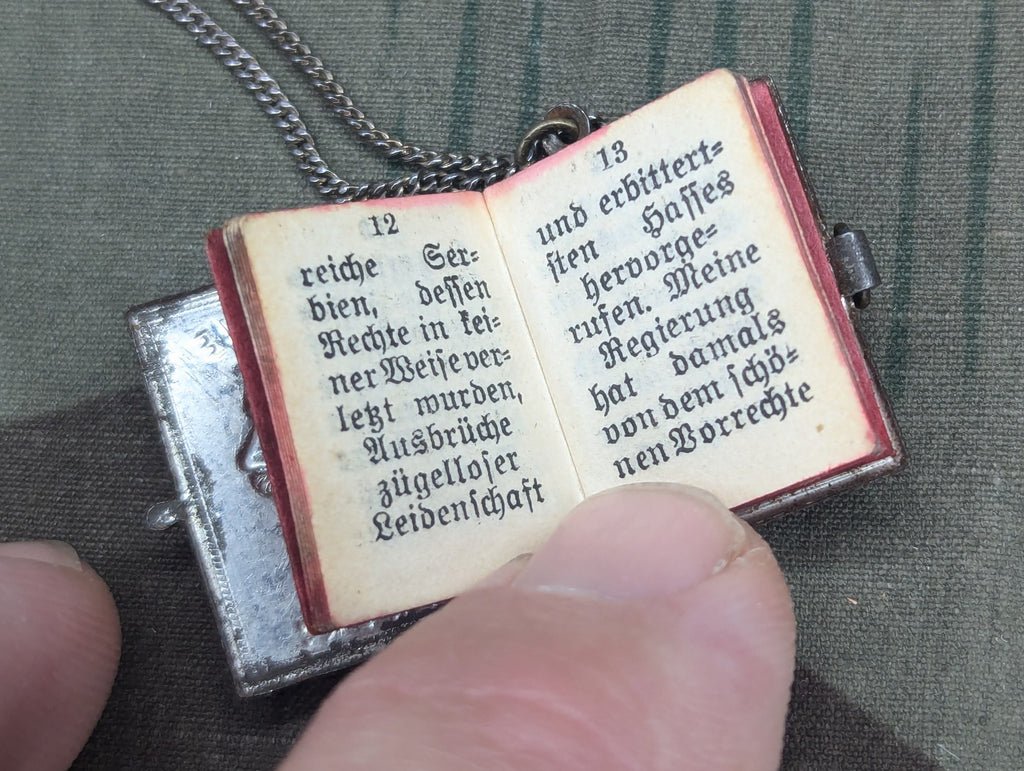 12
reiche Ser-
bien, dessen
Rechte in kei-
ner Weise ver-
letzt wurden,
Ausbrüche
zügelloser
Leidenschaft
13
und erbittert-
sten Hasses
hervorge-
rufen. Meine
Regierung
hat damals
von dem schö-
nen Vorrechte